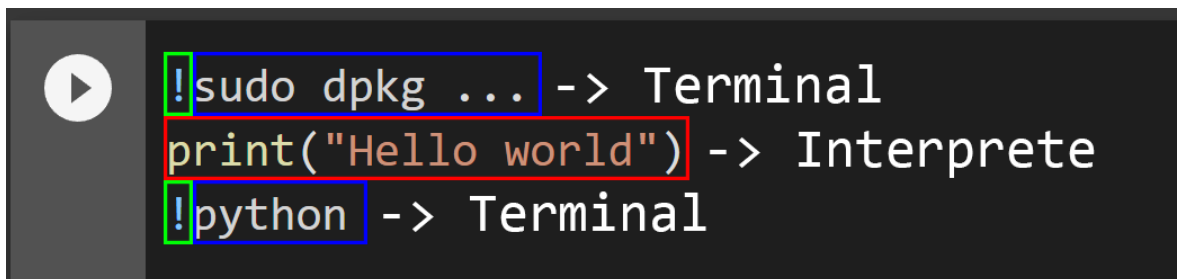 !sudo dpkg ... -> Terminal
print("Hello world") -> Interprete
!python -> Terminal